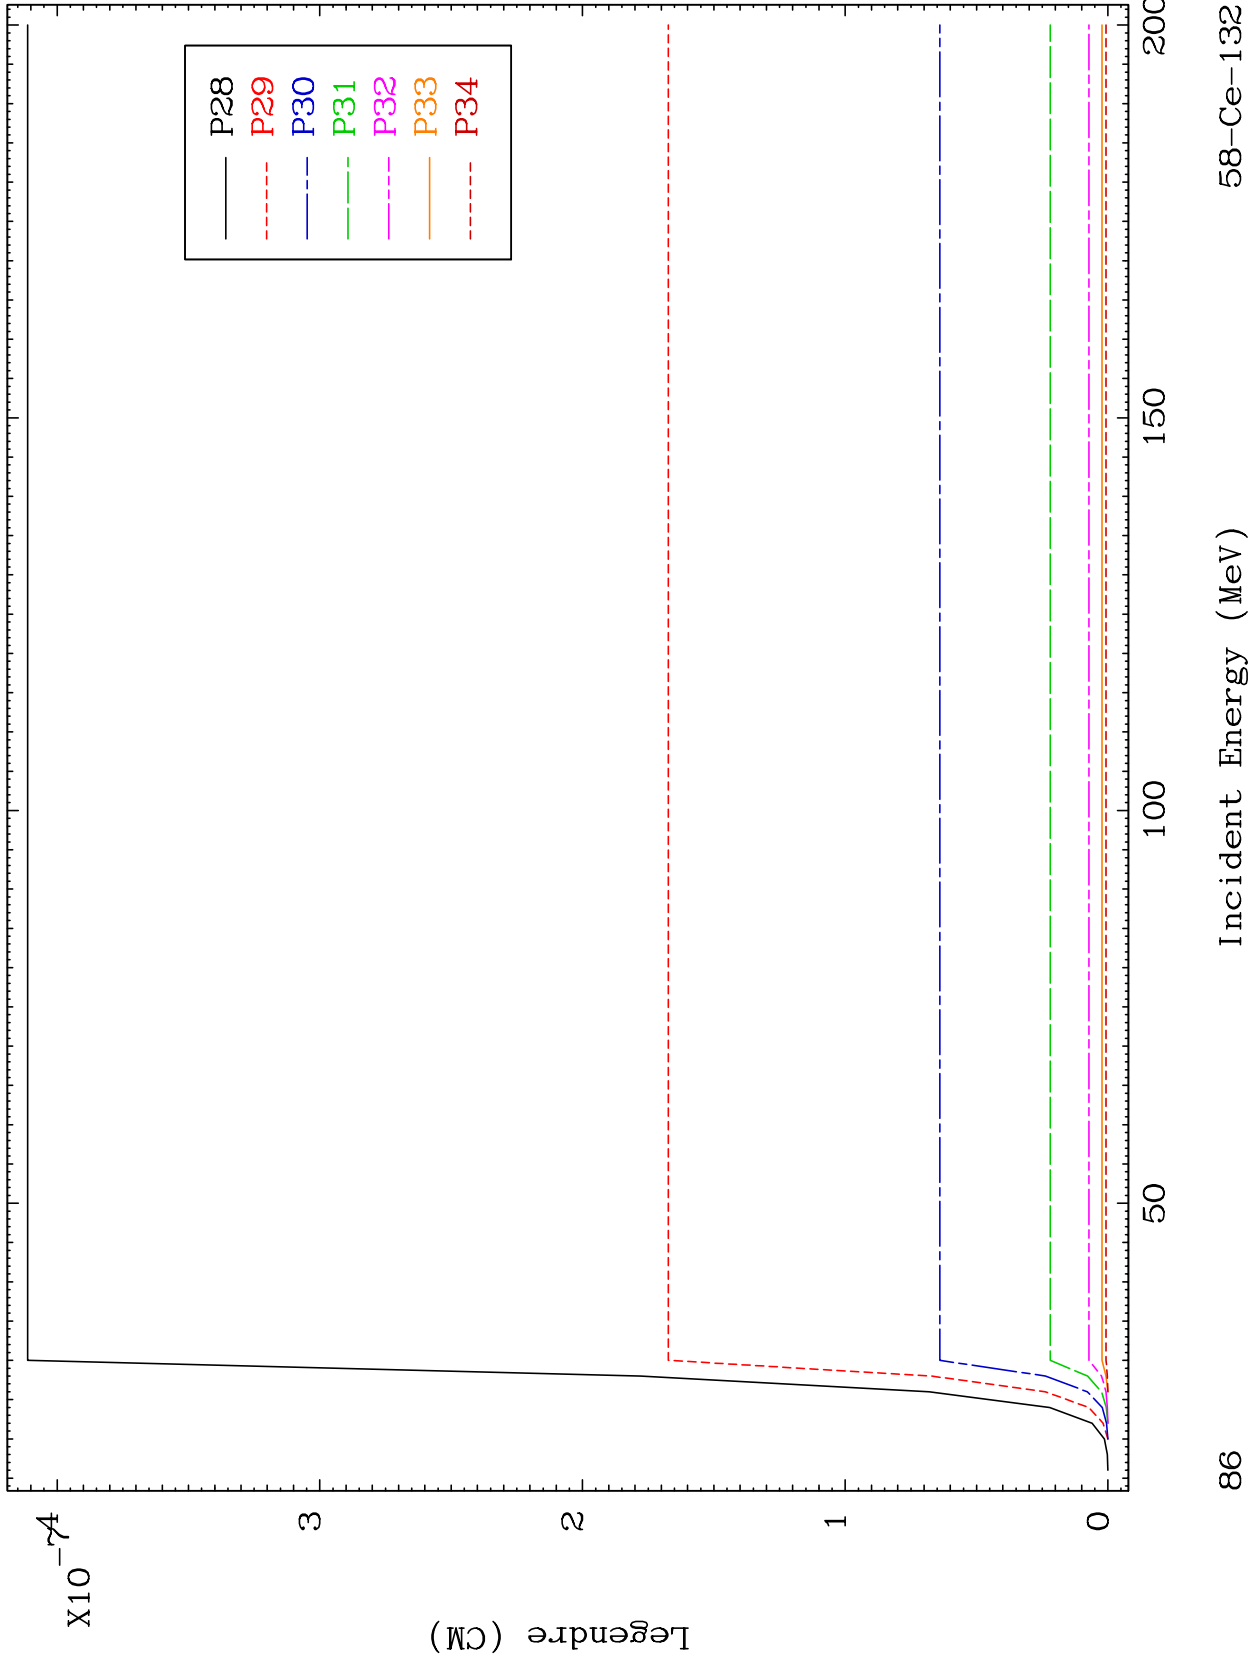 X10-7
4
3
2
1
0
Legendre (CM)
P28
P29
P30
P31
P32
P33
P34
50
100
150
200
Incident Energy (MeV)
86
58-Ce-132